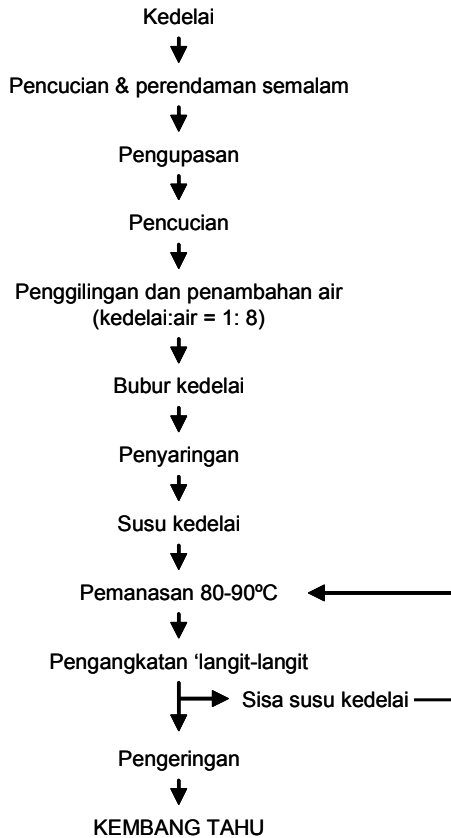 Kedelai
Pencucian & perendaman semalam
Pengupasan
Pencucian
Penggilingan dan penambahan air
(kedelai:air = 1: 8)
Bubur kedelai
Penyaringan
Susu kedelai
Pemanasan 80-90ºC
Pengangkatan ‘langit-langit
Sisa susu kedelai
Pengeringan
KEMBANG TAHU